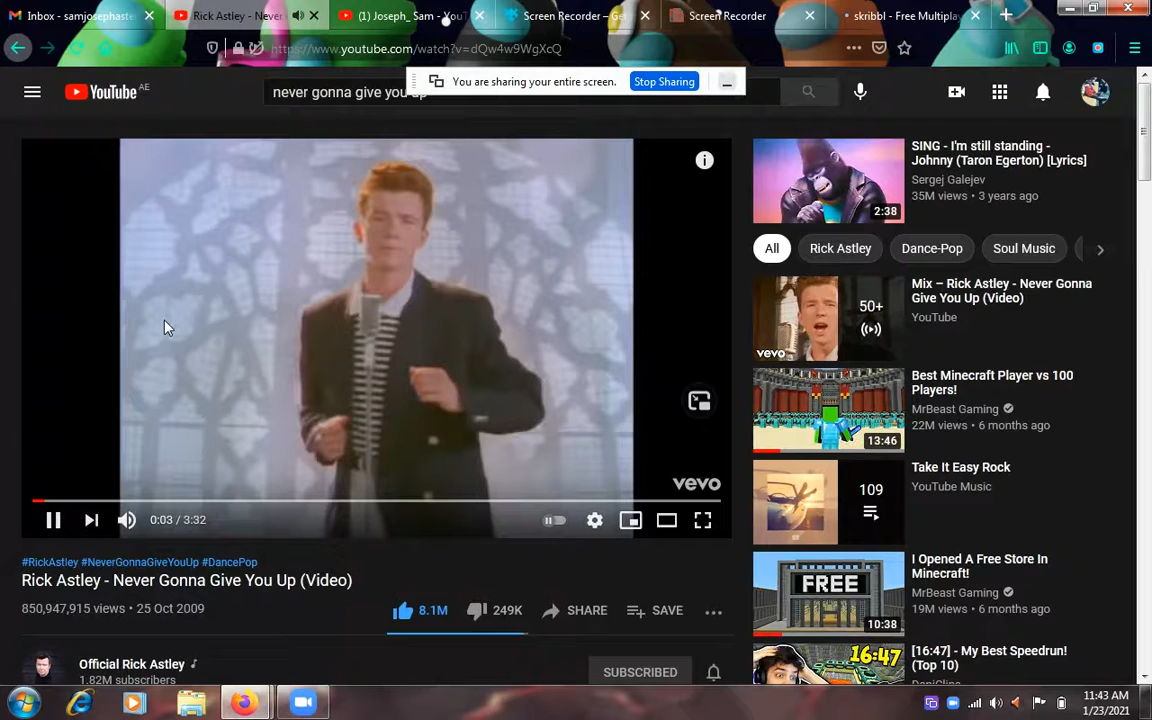 Inbox - samjosephaster
Rick Astley - Never
(1) Joseph_ Sam - YouT
Screen Recorder – Ge
Screen Recorder
skribbl - Free Multipla
https://www.youtube.com/watch?v=dQw4w9WgXcQ
You are sharing your entire screen.
Stop Sharing
YouTube AE
never gonna give you up
SING - I'm still standing -
Johnny (Taron Egerton) [Lyrics]
Sergej Galejev
35M views • 3 years ago
2:38
All
Rick Astley
Dance-Pop
Soul Music
Mix – Rick Astley - Never Gonna
Give You Up (Video)
YouTube
50+
vevo
Best Minecraft Player vs 100
Players!
MrBeast Gaming
22M views • 6 months ago
13:46
Take It Easy Rock
YouTube Music
109
I Opened A Free Store In
Minecraft!
MrBeast Gaming
19M views • 6 months ago
FREE
10:38
[16:47] - My Best Speedrun!
(Top 10)
16:47
vevo
0:03 / 3:32
#RickAstley #NeverGonnaGiveYouUp #DancePop
Rick Astley - Never Gonna Give You Up (Video)
850,947,915 views • 25 Oct 2009
8.1M
249K
SHARE
SAVE
Official Rick Astley
1.82M subscribers
SUBSCRIBED
11:43 AM
1/23/2021